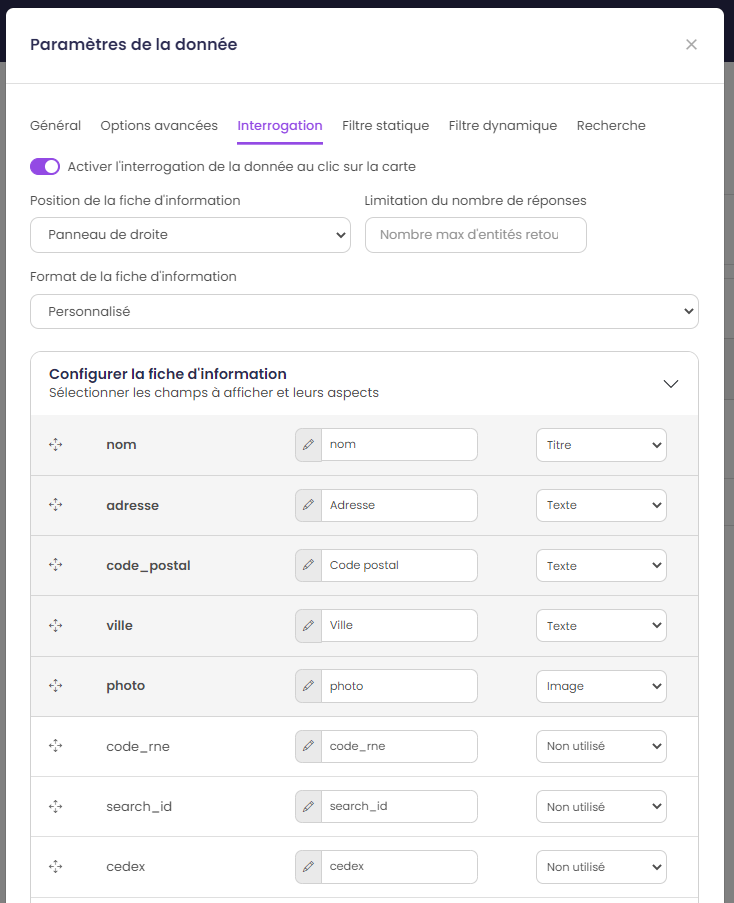 Paramètres de la donnée
Général Options avancées Interrogation Filtre statique Filtre dynamique Recherche
Activer l'interrogation de la donnée au clic sur la carte
Position de la fiche d'information Limitation du nombre de réponses
Panneau de droite Nombre max d'entités retou
Format de la fiche d'information
Personnalisé
Configurer la fiche d'information
Sélectionner les champs à afficher et leurs aspects
nom nom Titre
adresse Adresse Texte
code_postal Code postal Texte
ville Ville Texte
photo photo Image
code_rne code_rne Non utilisé
search_id search_id Non utilisé
cedex cedex Non utilisé